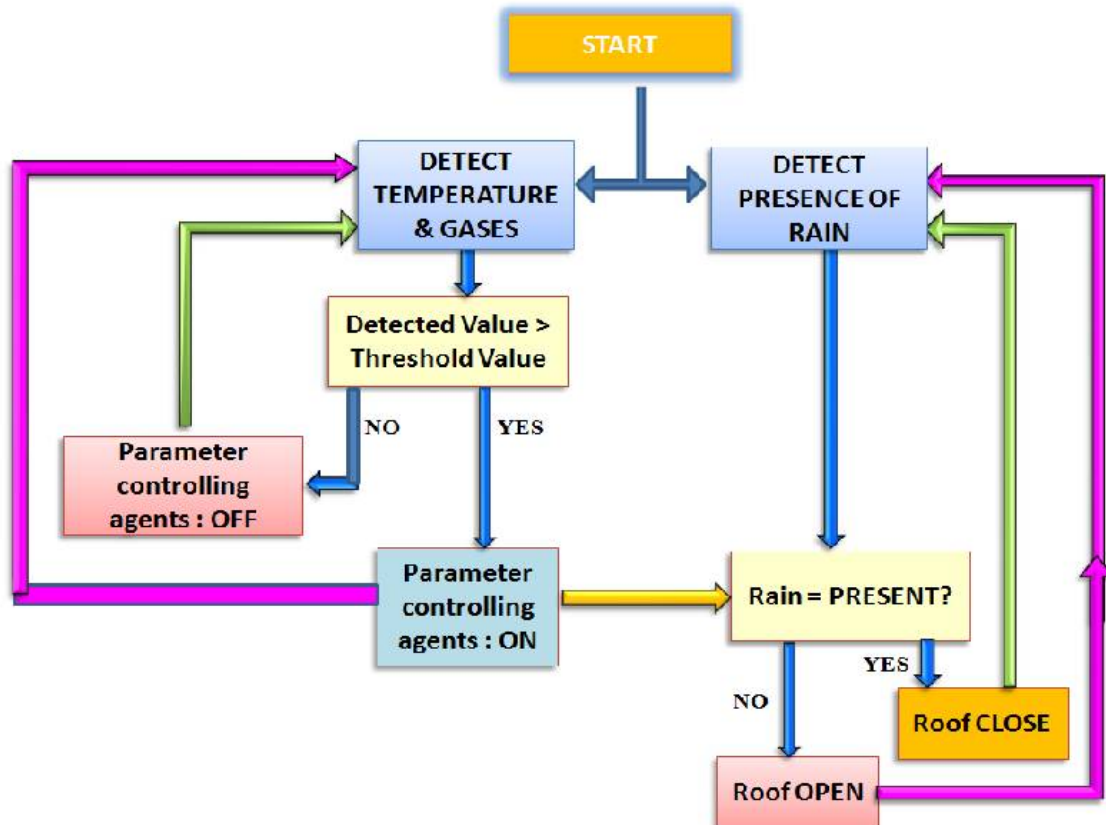 START
DETECT
TEMPERATURE
& GASES
DETECT
PRESENCE OF
RAIN
Detected Value >
Threshold Value
NO
YES
Parameter
controlling
agents : OFF
Parameter
controlling
agents : ON
Rain = PRESENT?
YES
NO
Roof CLOSE
Roof OPEN